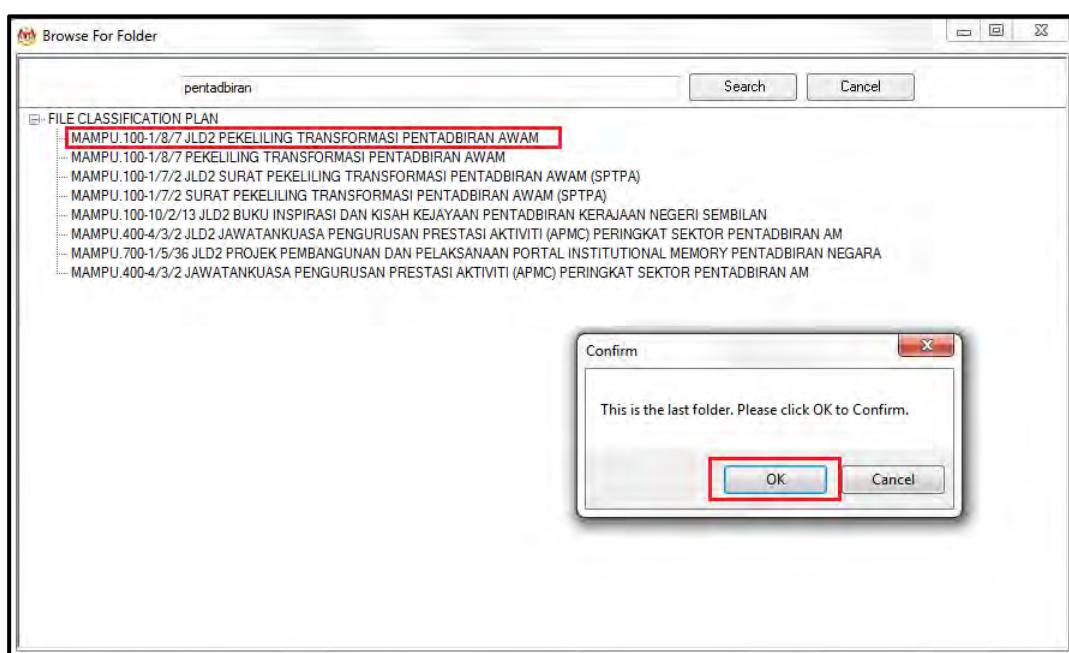 Browse For Folder
pentadbiran
Search
Cancel
FILE CLASSIFICATION PLAN
MAMPU.100-1/8/7 JLD2 PEKELILING TRANSFORMASI PENTADBIRAN AWAM
MAMPU.100-1/8/7 PEKELILING TRANSFORMASI PENTADBIRAN AWAM
MAMPU.100-1/7/2 JLD2 SURAT PEKELILING TRANSFORMASI PENTADBIRAN AWAM (SPTPA)
MAMPU.100-1/7/2 SURAT PEKELILING TRANSFORMASI PENTADBIRAN AWAM (SPTPA)
MAMPU.100-10/2/13 JLD2 BUKU INSPIRASI DAN KISAH KEJAYAAN PENTADBIRAN KERAJAAN NEGERI SEMBILAN
MAMPU.400-4/3/2 JLD2 JAWATANKUASA PENGURUSAN PRESTASI AKTIVITI (APMC) PERINGKAT SEKTOR PENTADBIRAN AM
MAMPU.700-1/5/36 JLD2 PROJEK PEMBANGUNAN DAN PELAKSANAAN PORTAL INSTITUTIONAL MEMORY PENTADBIRAN NEGARA
MAMPU.400-4/3/2 JAWATANKUASA PENGURUSAN PRESTASI AKTIVITI (APMC) PERINGKAT SEKTOR PENTADBIRAN AM
Confirm
This is the last folder. Please click OK to Confirm.
OK
Cancel